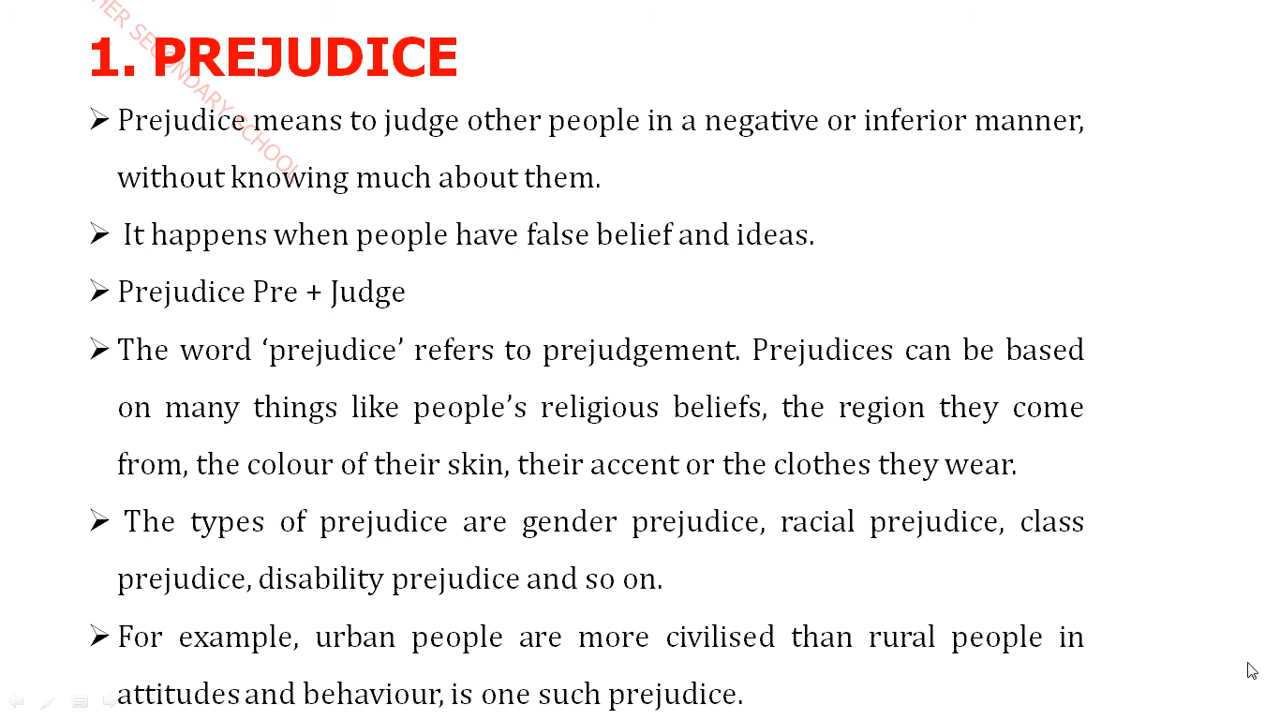 1. PREJUDICE
➢ Prejudice means to judge other people in a negative or inferior manner,
without knowing much about them.
➢ It happens when people have false belief and ideas.
➢ Prejudice Pre + Judge
➢ The word ‘prejudice’ refers to prejudgement. Prejudices can be based
on many things like people’s religious beliefs, the region they come
from, the colour of their skin, their accent or the clothes they wear.
➢ The types of prejudice are gender prejudice, racial prejudice, class
prejudice, disability prejudice and so on.
➢ For example, urban people are more civilised than rural people in
attitudes and behaviour, is one such prejudice.
SECONDARY SCHOOL